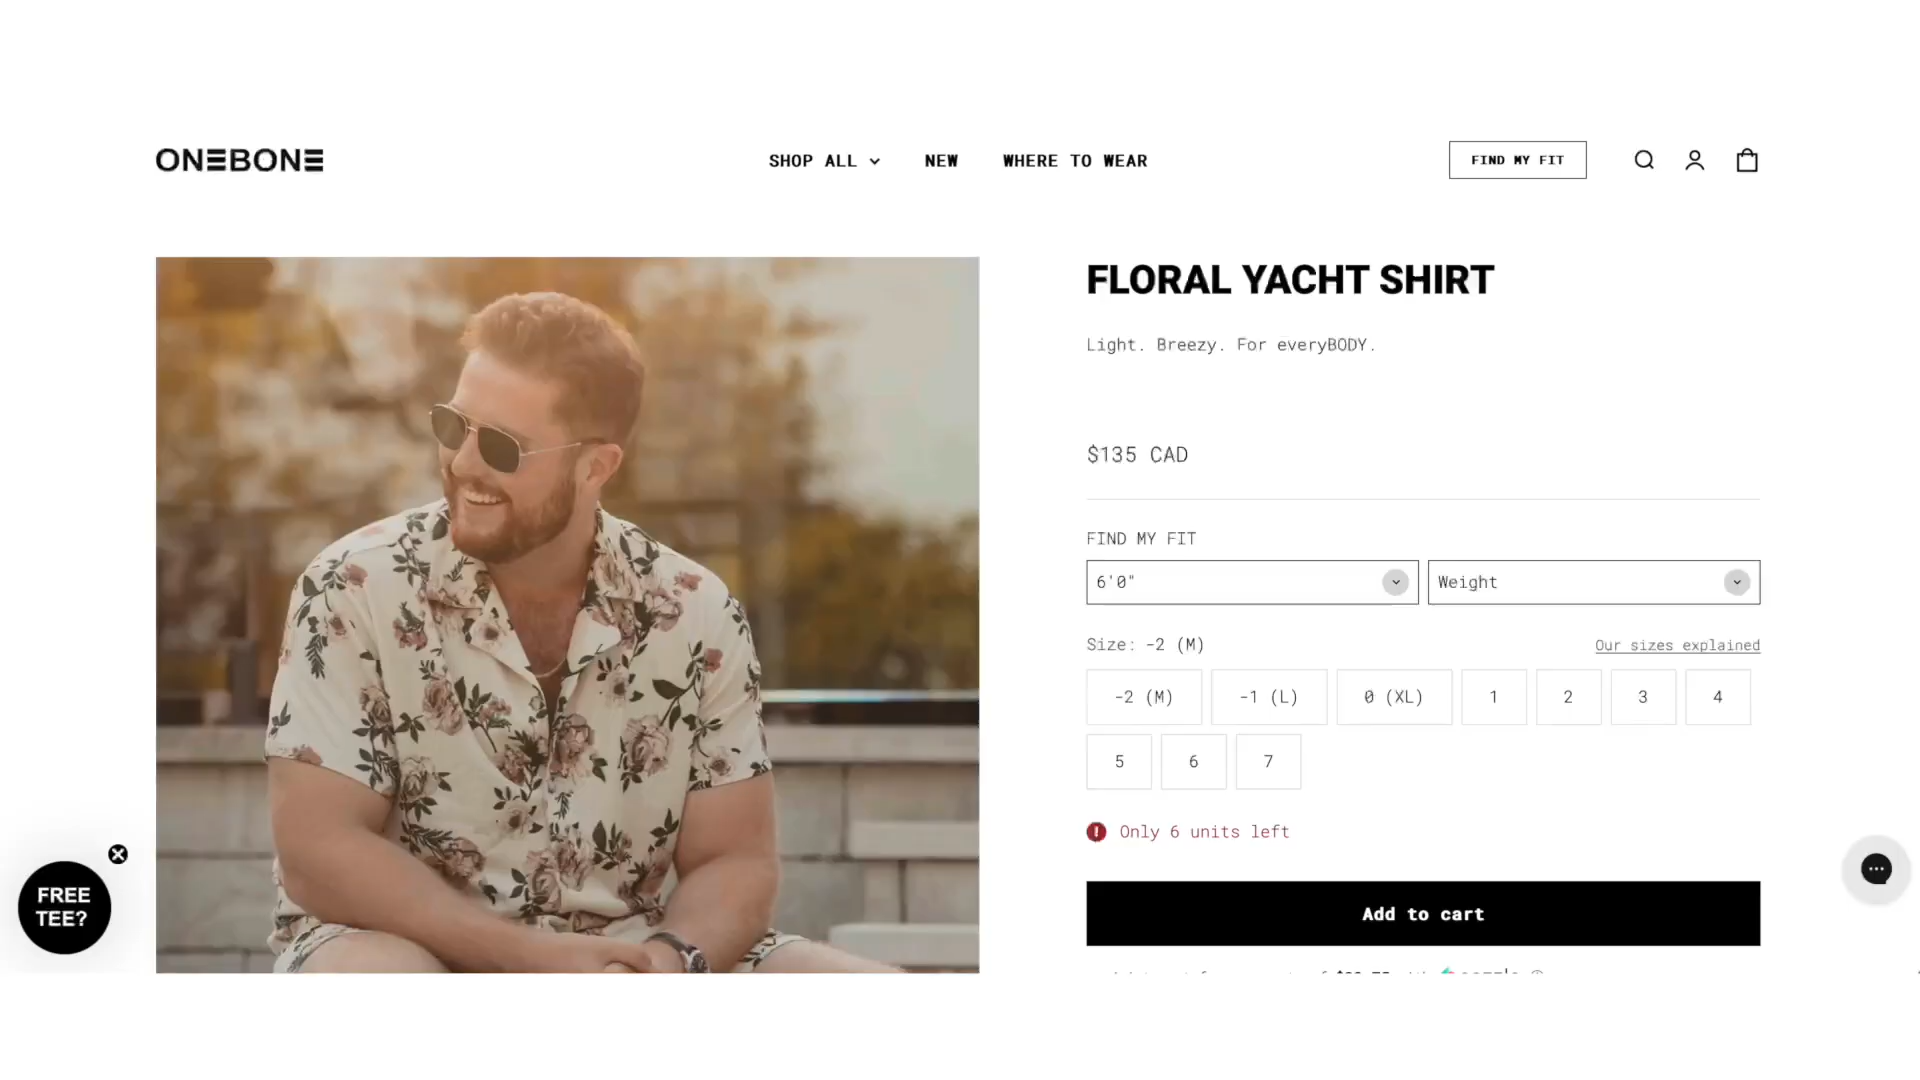 ONEBONE
SHOP ALL
NEW
WHERE TO WEAR
FIND MY FIT
FLORAL YACHT SHIRT
Light. Breezy. For everyBODY.
$135 CAD
FIND MY FIT
6'0"
Weight
Size: -2 (M)
Our sizes explained
-2 (M)
-1 (L)
0 (XL)
1
2
3
4
5
6
7
Only 6 units left
Add to cart
FREE
TEE?